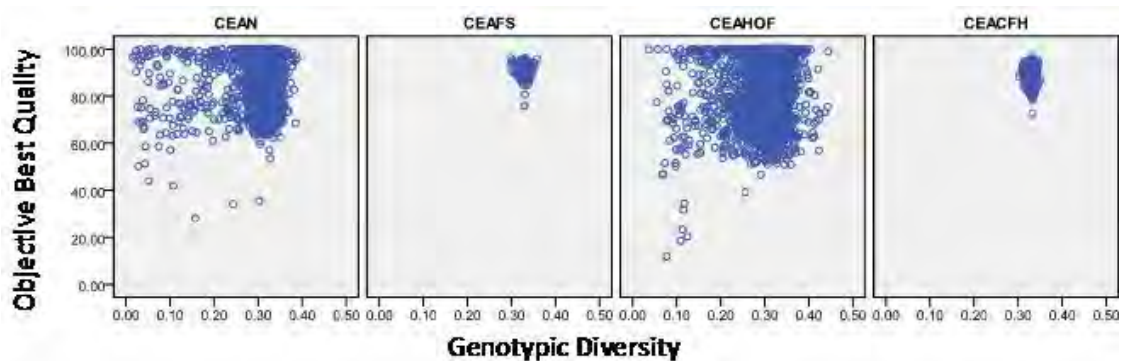 CEAN CEAFS CEAHOF CEACFH
Objective Best Quality
100.00
80.00
60.00
40.00
20.00
0.00
0.00 0.10 0.20 0.30 0.40 0.50 0.00 0.10 0.20 0.30 0.40 0.50 0.00 0.10 0.20 0.30 0.40 0.50 0.00 0.10 0.20 0.30 0.40 0.50
Genotypic Diversity